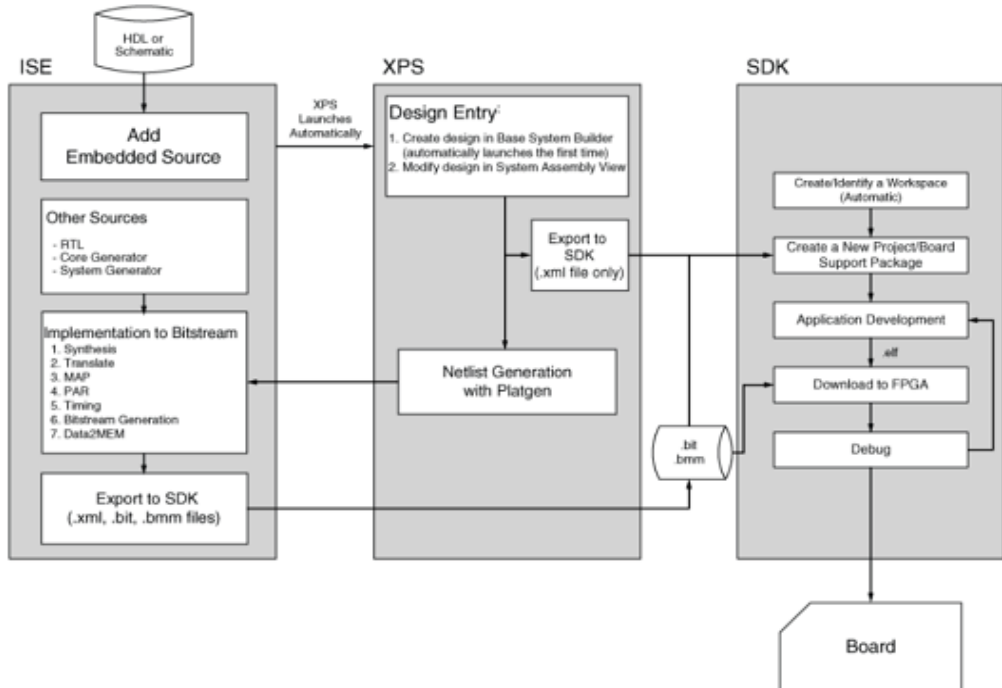 HDL or
Schematic
ISE
Add
Embedded Source
Other Sources
- RTL
- Core Generator
- System Generator
Implementation to Bitstream
1. Synthesis
2. Translate
3. MAP
4. PAR
5. Timing
6. Bitstream Generation
7. Data2MEM
Export to SDK
(.xml, .bit, .bmm files)
XPS
Launches
Automatically
XPS
Design Entry:
1. Create design in Base System Builder
(automatically launches the first time)
2. Modify design in System Assembly View
Export to
SDK
(.xml file only)
Netlist Generation
with Platgen
.bit
.bmm
SDK
Create/Identify a Workspace
(Automatic)
Create a New Project/Board
Support Package
Application Development
.elf
Download to FPGA
Debug
Board